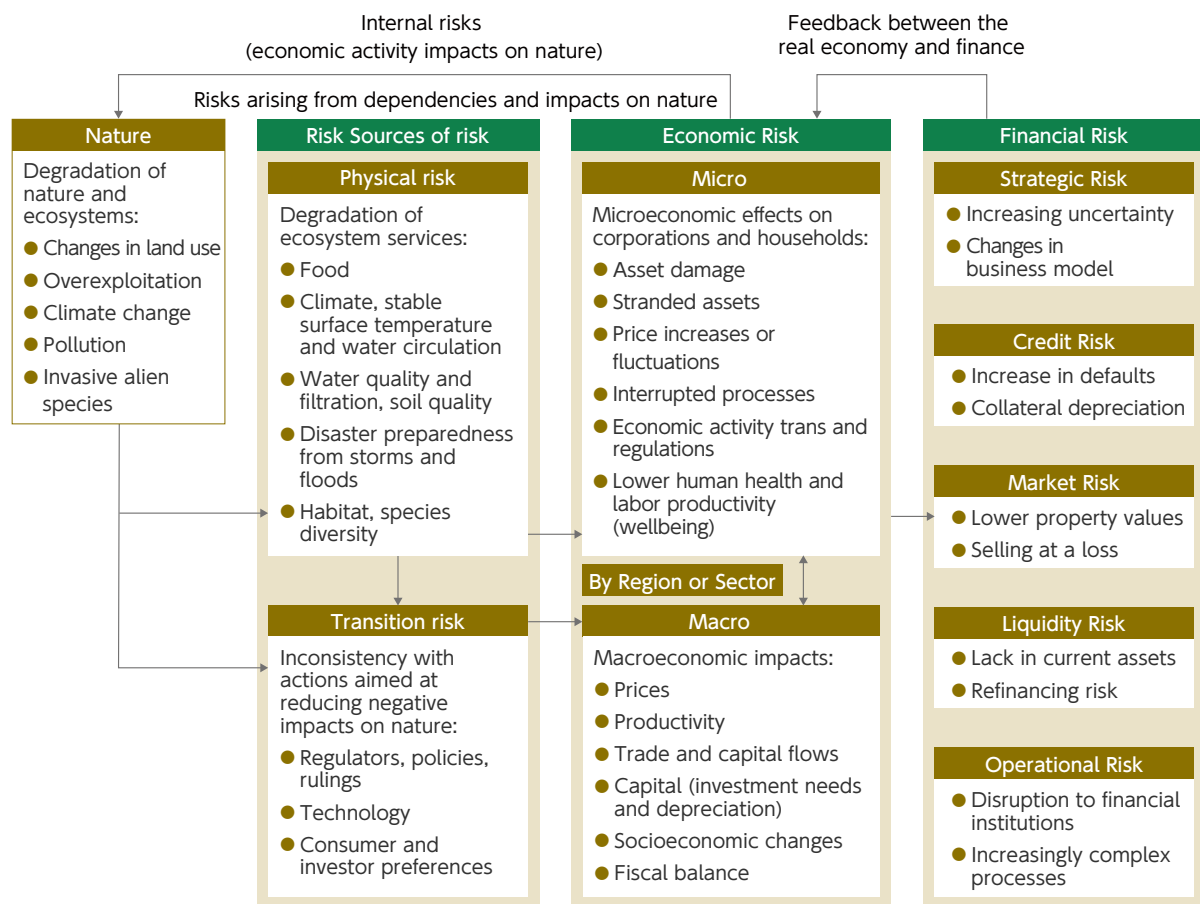 Internal risks
(economic activity impacts on nature)
Feedback between the
real economy and finance
Risks arising from dependencies and impacts on nature
Nature
Degradation of
nature and
ecosystems:
● Changes in land use
● Overexploitation
● Climate change
● Pollution
● Invasive alien
species
Risk Sources of risk
Physical risk
Degradation of
ecosystem services:
● Food
● Climate, stable
surface temperature
and water circulation
● Water quality and
filtration, soil quality
● Disaster preparedness
from storms and
floods
● Habitat, species
diversity
Transition risk
Inconsistency with
actions aimed at
reducing negative
impacts on nature:
● Regulators, policies,
rulings
● Technology
● Consumer and
investor preferences
Economic Risk
Micro
Microeconomic effects on
corporations and households:
● Asset damage
● Stranded assets
● Price increases or
fluctuations
● Interrupted processes
● Economic activity trans and
regulations
● Lower human health and
labor productivity
(wellbeing)
By Region or Sector
Macro
Macroeconomic impacts:
● Prices
● Productivity
● Trade and capital flows
● Capital (investment needs
and depreciation)
● Socioeconomic changes
● Fiscal balance
Financial Risk
Strategic Risk
● Increasing uncertainty
● Changes in
business model
Credit Risk
● Increase in defaults
● Collateral depreciation
Market Risk
● Lower property values
● Selling at a loss
Liquidity Risk
● Lack in current assets
● Refinancing risk
Operational Risk
● Disruption to financial
institutions
● Increasingly complex
processes